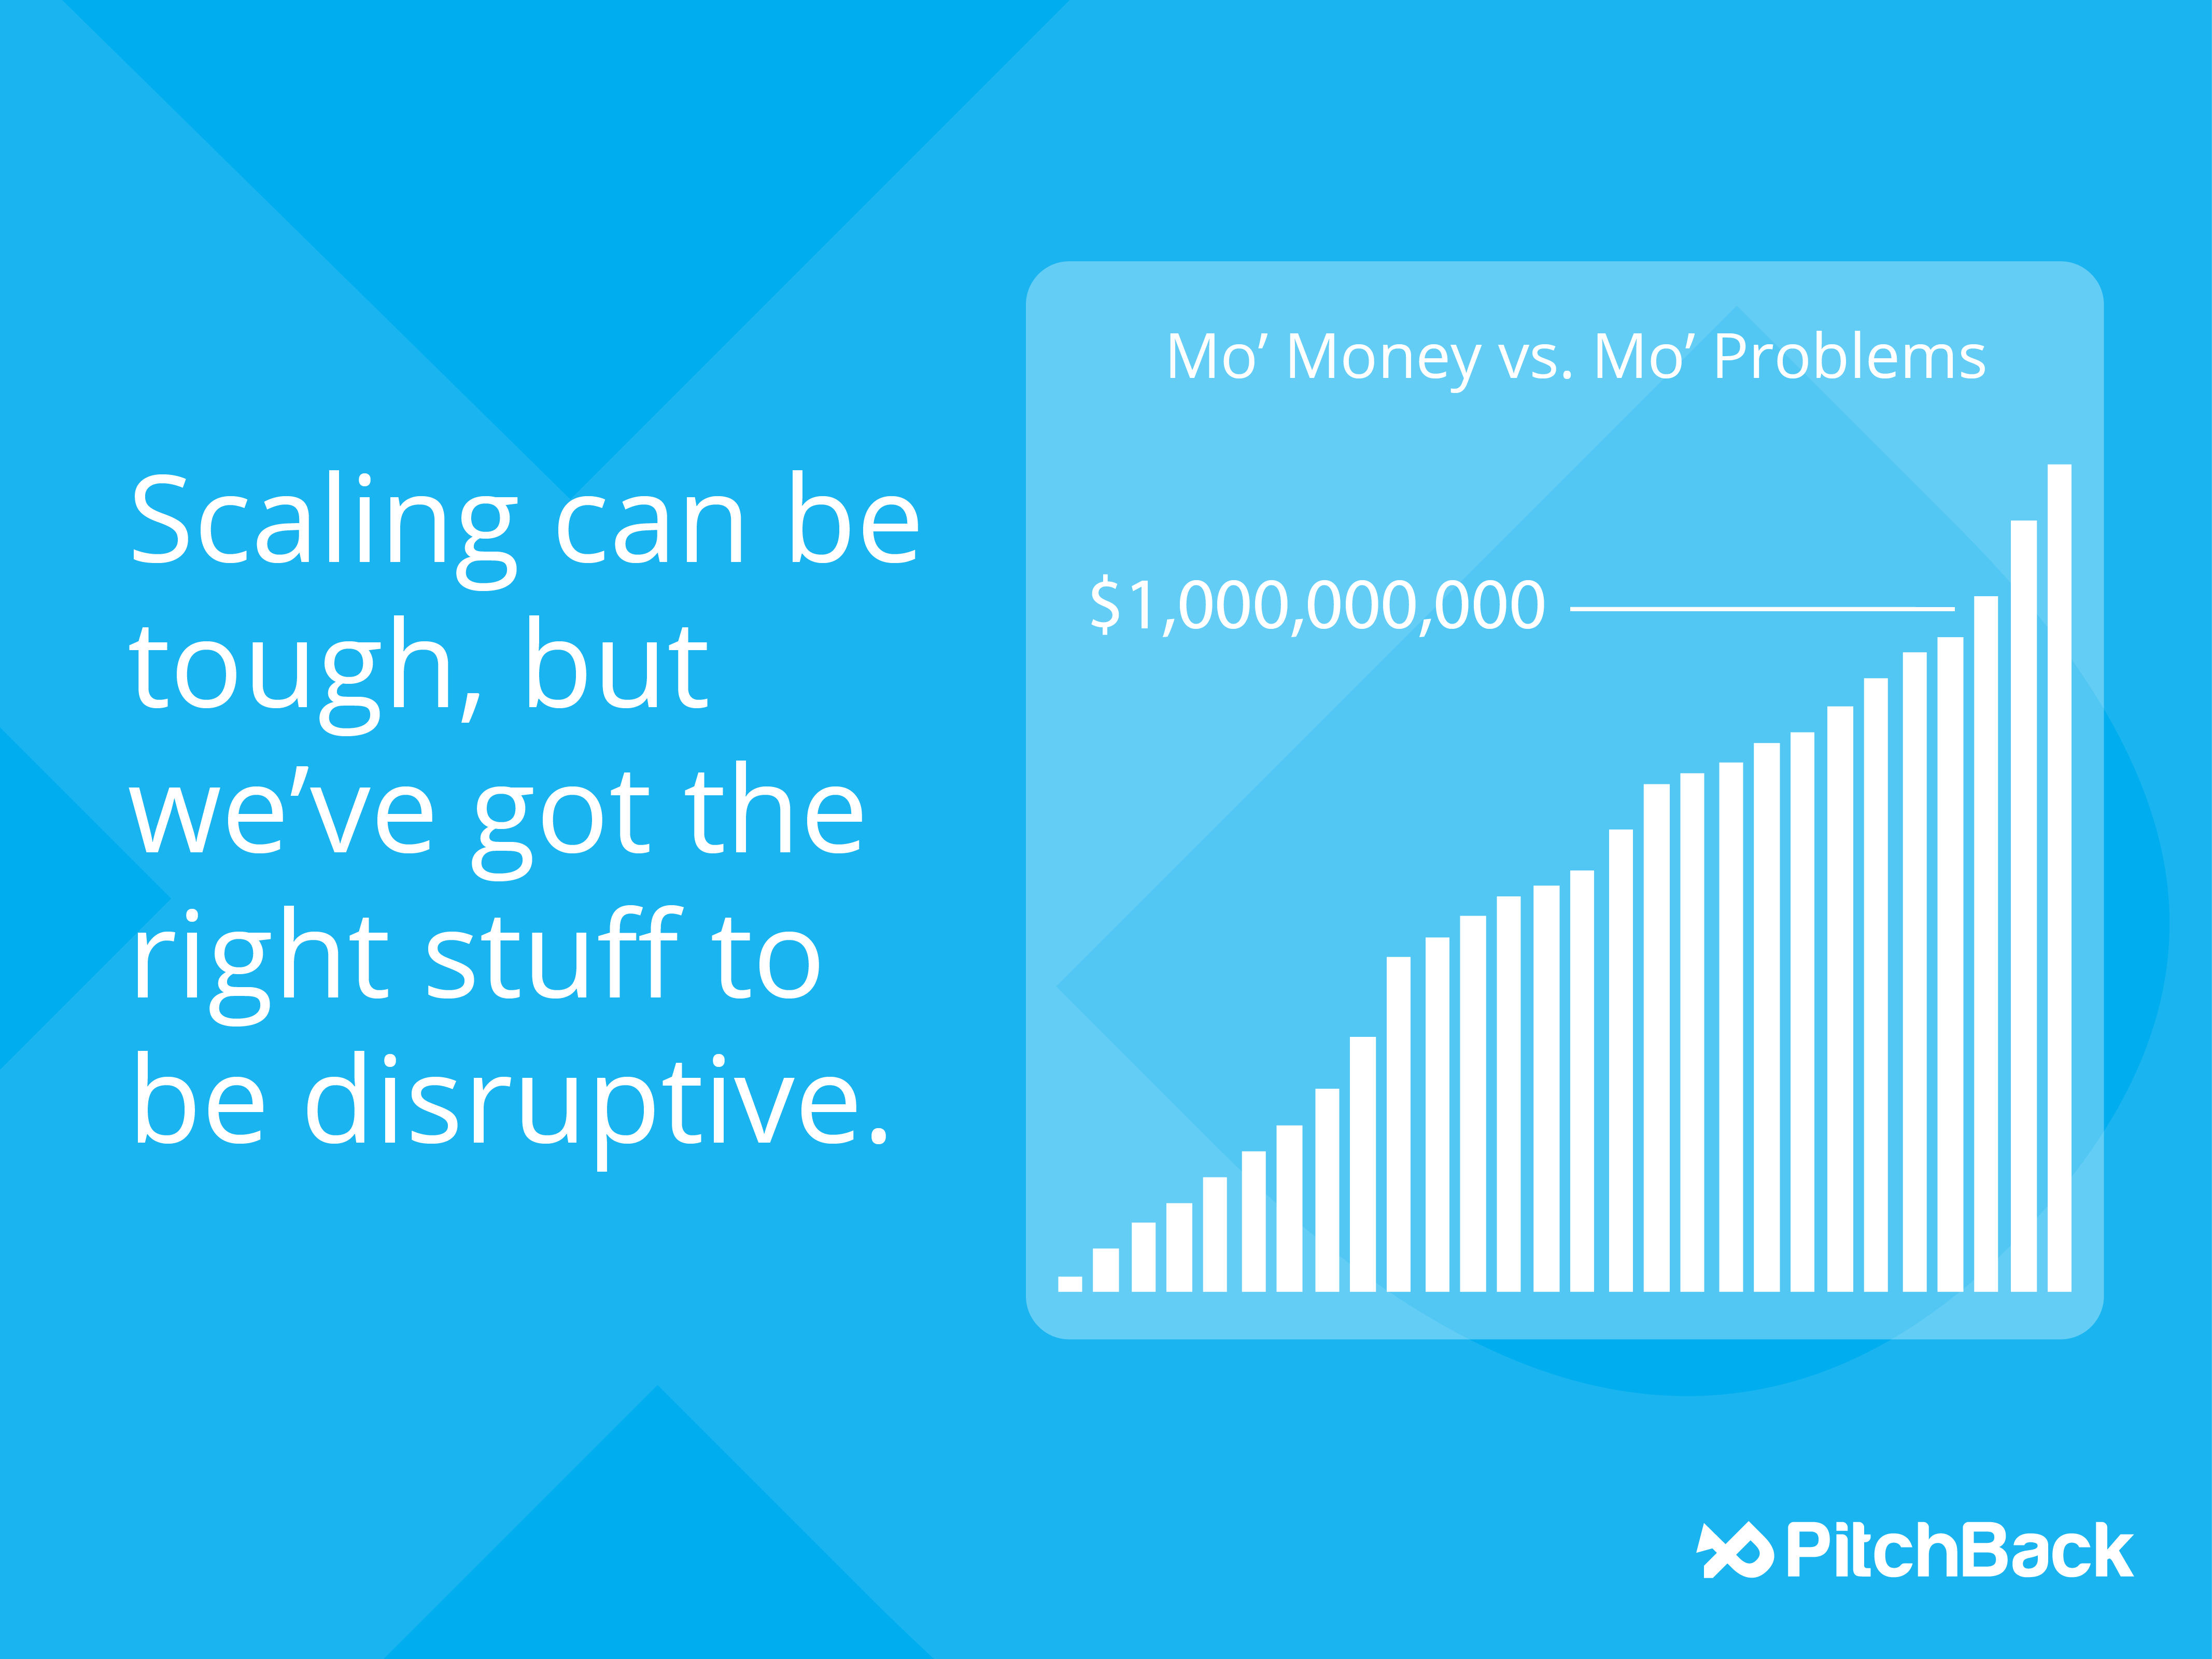 Scaling can be
tough, but
we’ve got the
right stuff to
be disruptive.
Mo’ Money vs. Mo’ Problems
$1,000,000,000
PitchBack